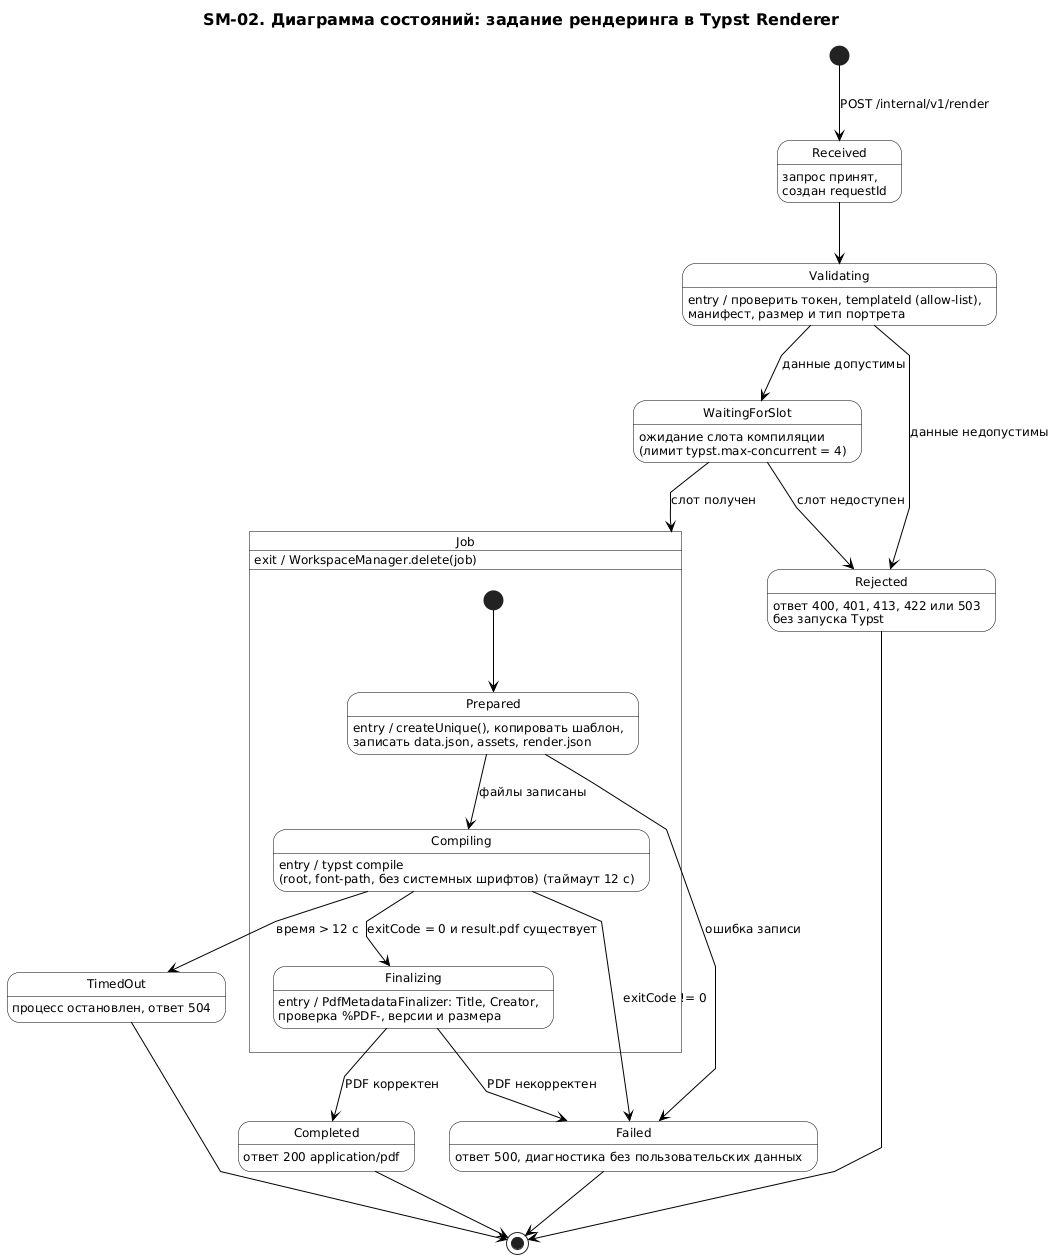 SM-02. Диаграмма состояний: задание рендеринга в Typst Renderer
POST /internal/v1/render
Received
запрос принят,
создан requestId
Validating
entry / проверить токен, templateId (allow-list),
манифест, размер и тип портрета
данные допустимы
WaitingForSlot
ожидание слота компиляции
(лимит typst.max-concurrent = 4)
данные недопустимы
слот получен
слот недоступен
Job
exit / WorkspaceManager.delete(job)
Rejected
ответ 400, 401, 413, 422 или 503
без запуска Typst
Prepared
entry / createUnique(), копировать шаблон,
записать data.json, assets, render.json
файлы записаны
Compiling
entry / typst compile
(root, font-path, без системных шрифтов) (таймаут 12 с)
время > 12 с
exitCode = 0 и result.pdf существует
ошибка записи
TimedOut
процесс остановлен, ответ 504
Finalizing
entry / PdfMetadataFinalizer: Title, Creator,
проверка %PDF-, версии и размера
exitCode != 0
PDF корректен
PDF некорректен
Completed
ответ 200 application/pdf
Failed
ответ 500, диагностика без пользовательских данных